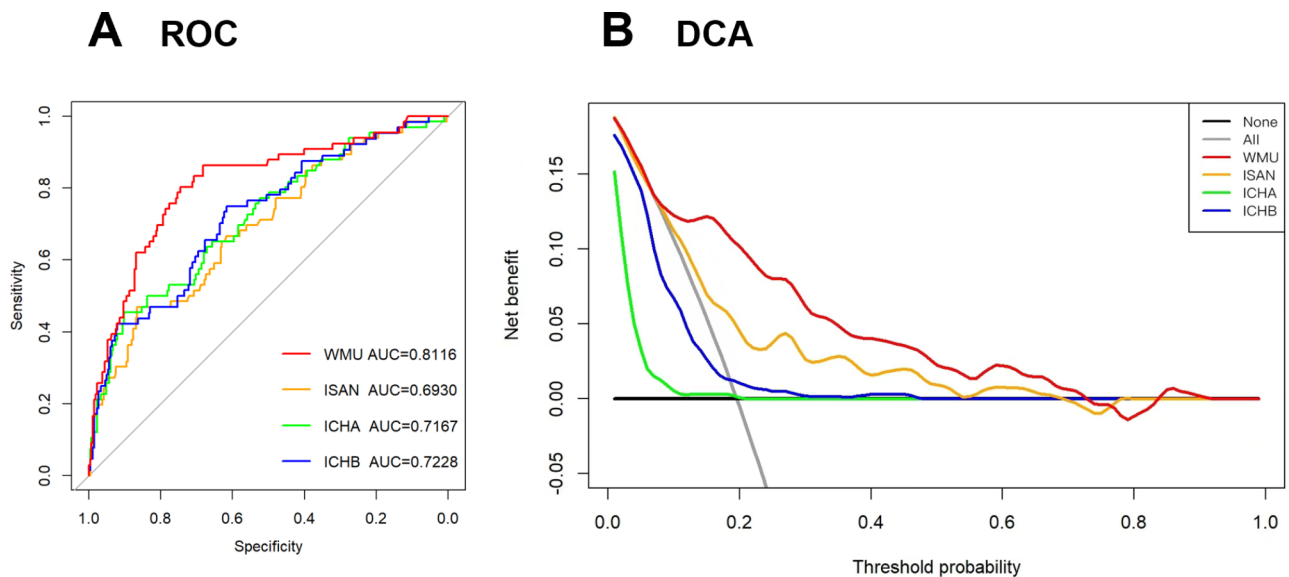 A ROC
Sensitivity
1.0
0.8
0.6
0.4
0.2
0.0
WMU AUC=0.8116
ISAN AUC=0.6930
ICHA AUC=0.7167
ICHB AUC=0.7228
1.0 0.8 0.6 0.4 0.2 0.0
Specificity
B DCA
Net benefit
0.15
0.10
0.05
0.00
-0.05
None
All
WMU
ISAN
ICHA
ICHB
0.0 0.2 0.4 0.6 0.8 1.0
Threshold probability